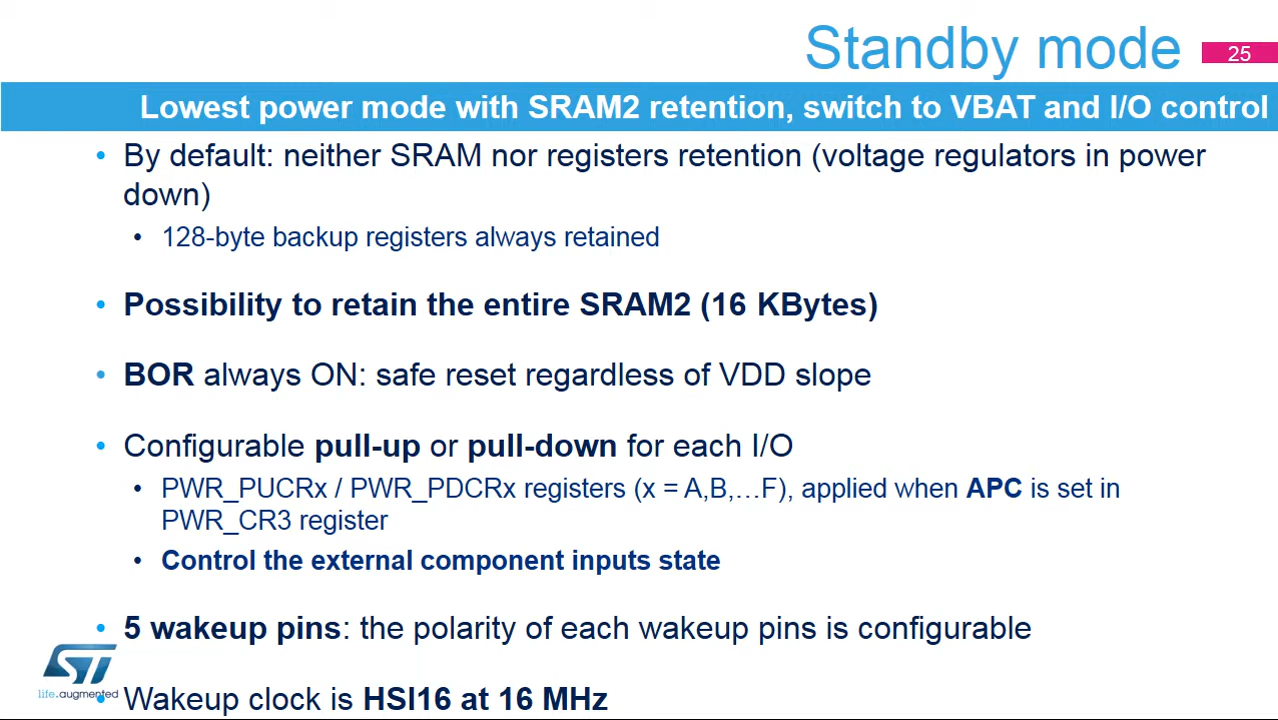 Standby mode
25
Lowest power mode with SRAM2 retention, switch to VBAT and I/O control
• By default: neither SRAM nor registers retention (voltage regulators in power
down)
• 128-byte backup registers always retained
• Possibility to retain the entire SRAM2 (16 KBytes)
• BOR always ON: safe reset regardless of VDD slope
• Configurable pull-up or pull-down for each I/O
• PWR_PUCRx / PWR_PDCRx registers (x = A,B,…F), applied when APC is set in
PWR_CR3 register
• Control the external component inputs state
• 5 wakeup pins: the polarity of each wakeup pins is configurable
ST
life.augmented
• Wakeup clock is HSI16 at 16 MHz